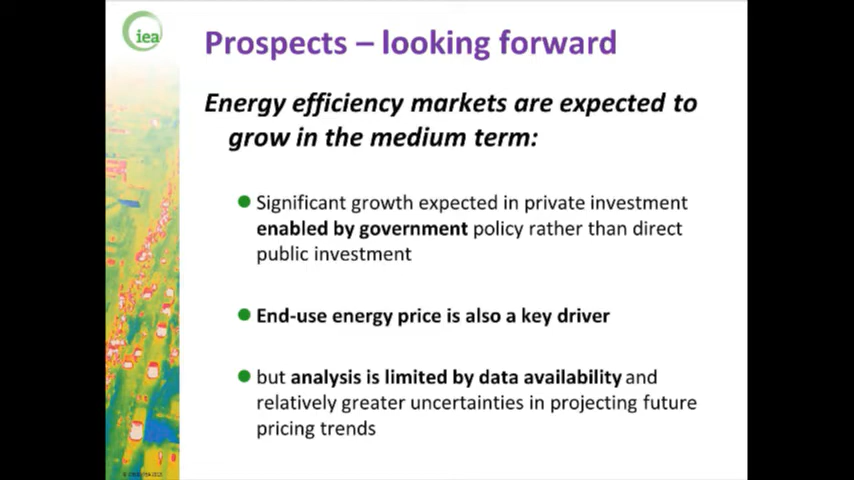 iea
Prospects – looking forward
Energy efficiency markets are expected to
grow in the medium term:
Significant growth expected in private investment
enabled by government policy rather than direct
public investment
End-use energy price is also a key driver
but analysis is limited by data availability and
relatively greater uncertainties in projecting future
pricing trends